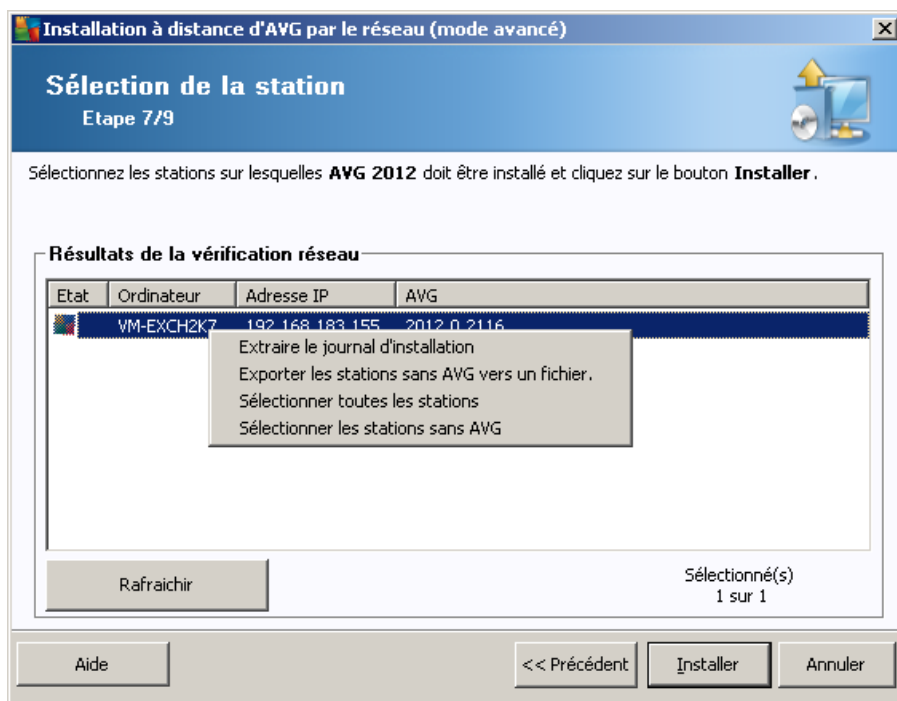 Installation à distance d'AVG par le réseau (mode avancé)
Sélection de la station
Etape 7/9
Sélectionnez les stations sur lesquelles AVG 2012 doit être installé et cliquez sur le bouton Installer.
Résultats de la vérification réseau
Etat Ordinateur Adresse IP AVG
VM-EXCH2K7 192.168.183.155 2012.0.2116
Extraire le journal d'installation
Exporter les stations sans AVG vers un fichier.
Sélectionner toutes les stations
Sélectionner les stations sans AVG
Rafraichir
Sélectionné(s)
1 sur 1
Aide << Précédent Installer Annuler